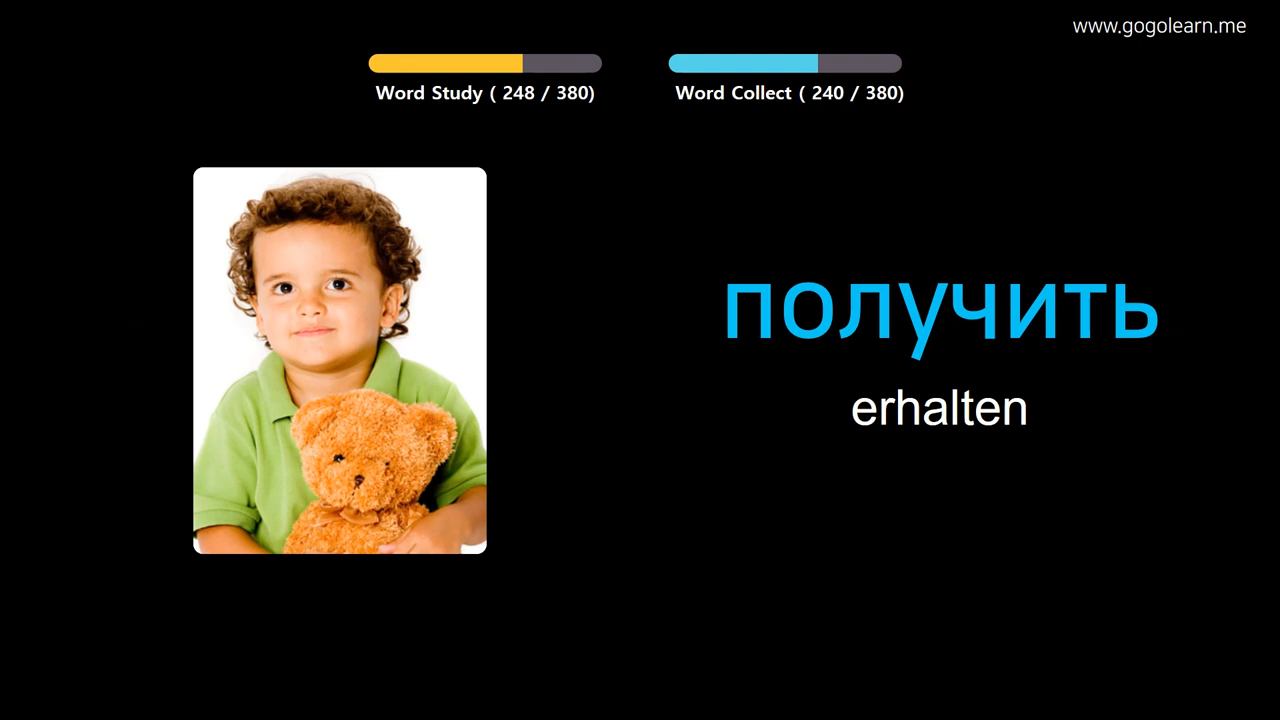 www.gogolearn.me
Word Study ( 248 / 380)
Word Collect ( 240 / 380)
получить
erhalten